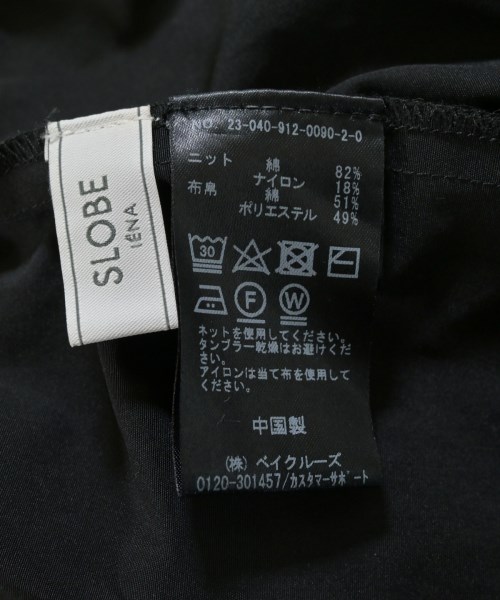 SLOBE
IÉNA
NO. 23-040-912-0090-2-0
ニット 綿 82%
ナイロン 18%
布帛 綿 51%
ポリエステル 49%
30
F W
ネットを使用してください。
タンブラー乾燥はお避けくだ
さい。
アイロンは当て布を使用して
ください。
中国製
(株) ベイクルーズ
0120-301457/カスタマーサポート